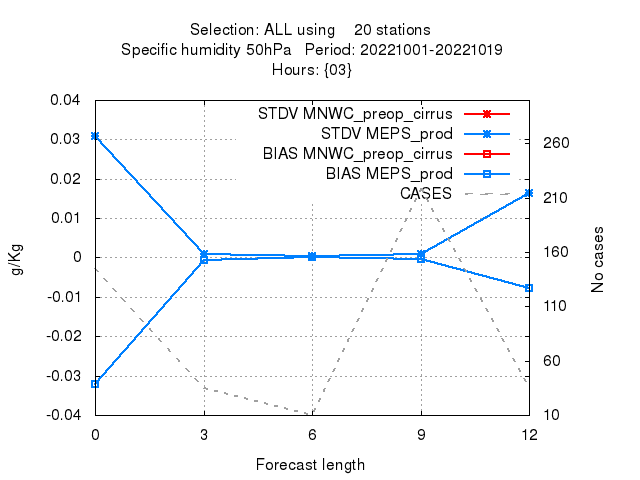 Selection: ALL using    20 stations
Specific humidity 50hPa   Period: 20221001-20221019
Hours: {03}
STDV MNWC_preop_cirrus
STDV MEPS_prod
BIAS MNWC_preop_cirrus
BIAS MEPS_prod
CASES
0.04
0.03
0.02
0.01
0
-0.01
-0.02
-0.03
-0.04
g/Kg
260
210
160
110
60
10
No cases
0 3 6 9 12
Forecast length